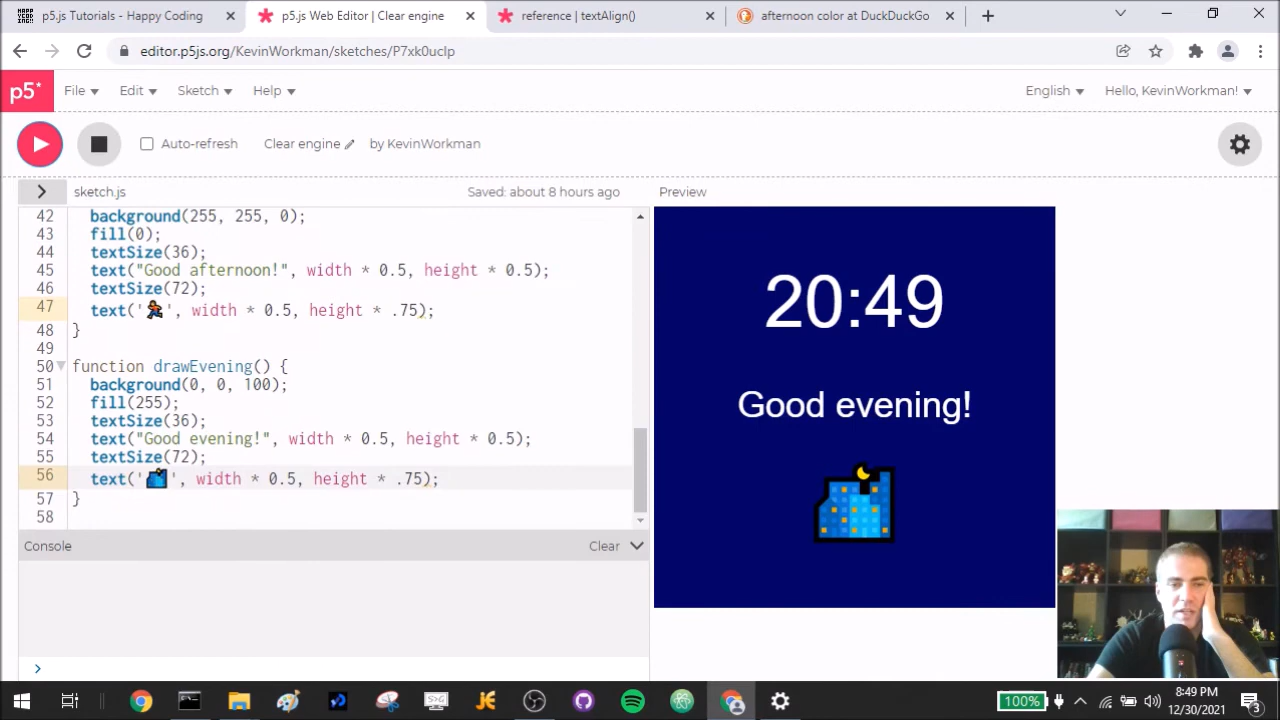 p5.js Tutorials - Happy Coding
p5.js Web Editor | Clear engine
reference | textAlign()
afternoon color at DuckDuckGo
editor.p5js.org/KevinWorkman/sketches/P7xk0ucIp
p5* File Edit Sketch Help English Hello, KevinWorkman!
Auto-refresh Clear engine by KevinWorkman
sketch.js Saved: about 8 hours ago Preview
42 background(255, 255, 0);
43 fill(0);
44 textSize(36);
45 text("Good afternoon!", width * 0.5, height * 0.5);
46 textSize(72);
47 text('🏃', width * 0.5, height * .75);
48 }
49
50 function drawEvening() {
51 background(0, 0, 100);
52 fill(255);
53 textSize(36);
54 text("Good evening!", width * 0.5, height * 0.5);
55 textSize(72);
56 text('🌃', width * 0.5, height * .75);
57 }
58
20:49
Good evening!
Console Clear
>
100%
8:49 PM
12/30/2021
3